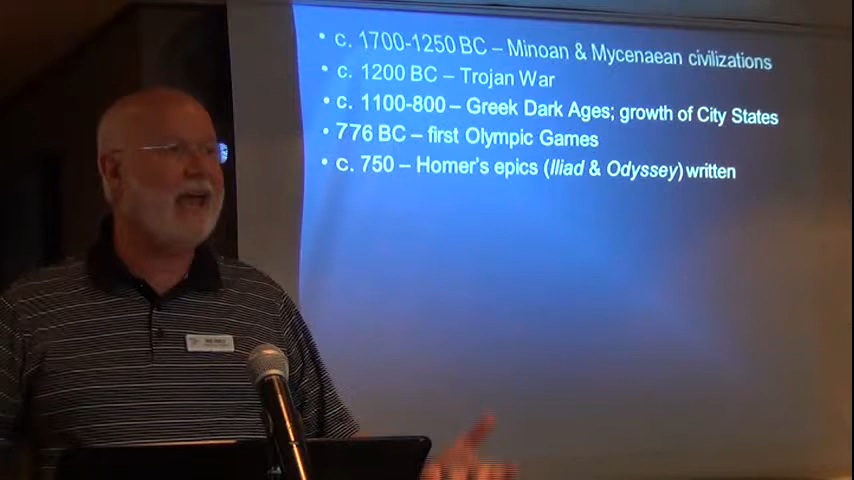 • c. 1700-1250 BC – Minoan & Mycenaean civilizations
• c. 1200 BC – Trojan War
• c. 1100-800 – Greek Dark Ages; growth of City States
• 776 BC – first Olympic Games
• c. 750 – Homer's epics (Iliad & Odyssey) written